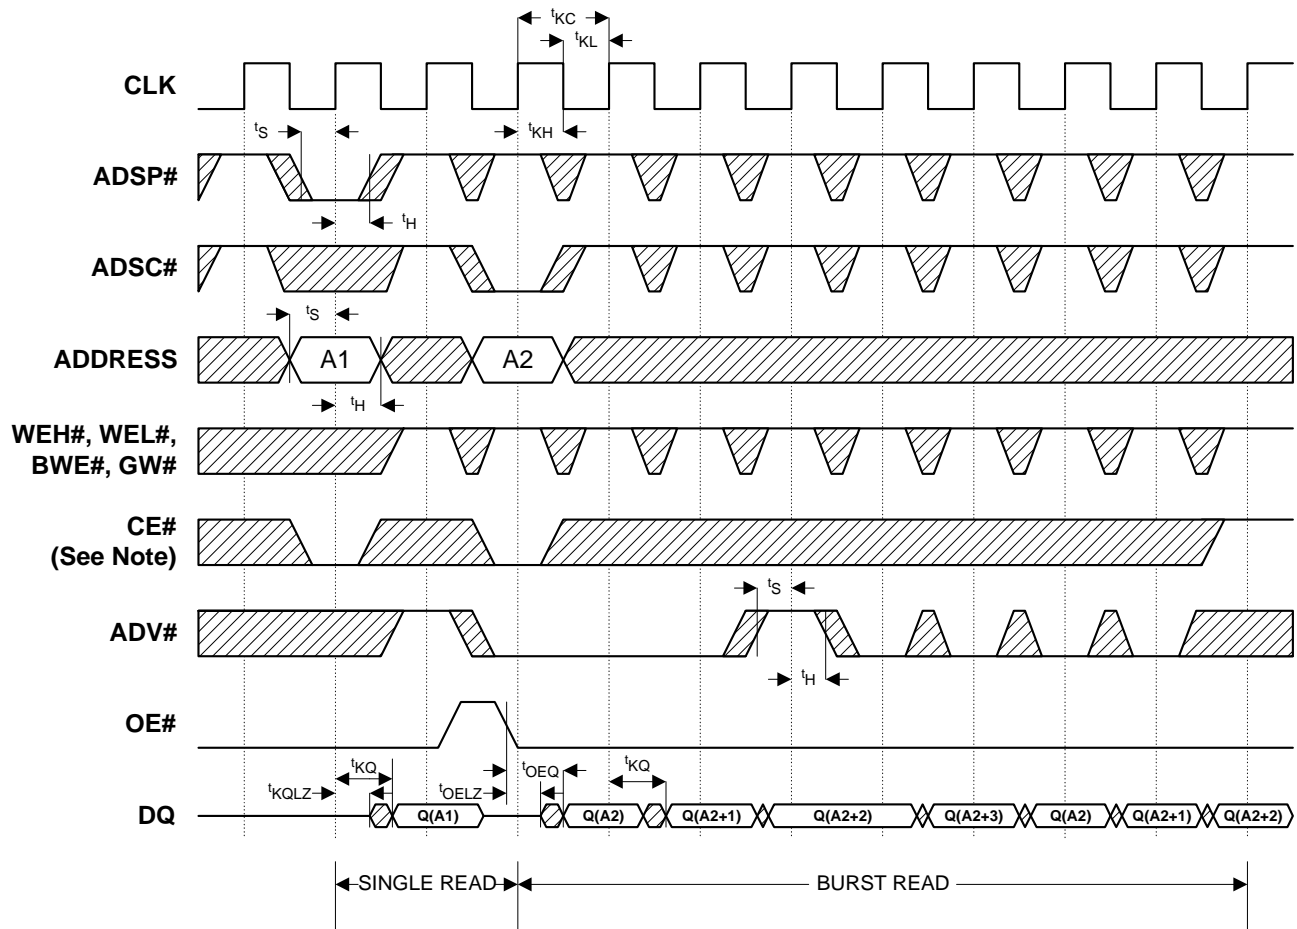 tKC
tKL
CLK
tS
tKH
ADSP#
tH
ADSC#
tS
ADDRESS
A1
A2
tH
WEH#, WEL#,
BWE#, GW#
CE#
(See Note)
tS
ADV#
tH
OE#
tKQ
tOEQ
tKQ
tKQLZ
tOELZ
DQ
Q(A1)
Q(A2)
Q(A2+1)
Q(A2+2)
Q(A2+3)
Q(A2)
Q(A2+1)
Q(A2+2)
SINGLE READ
BURST READ